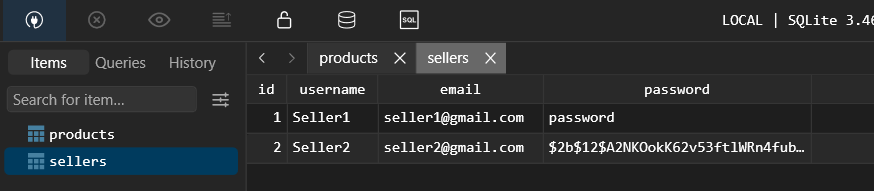 SQL
LOCAL | SQLite 3.46
Items Queries History
products sellers
Search for item...
id username email password
1 Seller1 seller1@gmail.com password
2 Seller2 seller2@gmail.com $2b$12$A2NKOokK62v53ftlWRn4fub…
products
sellers